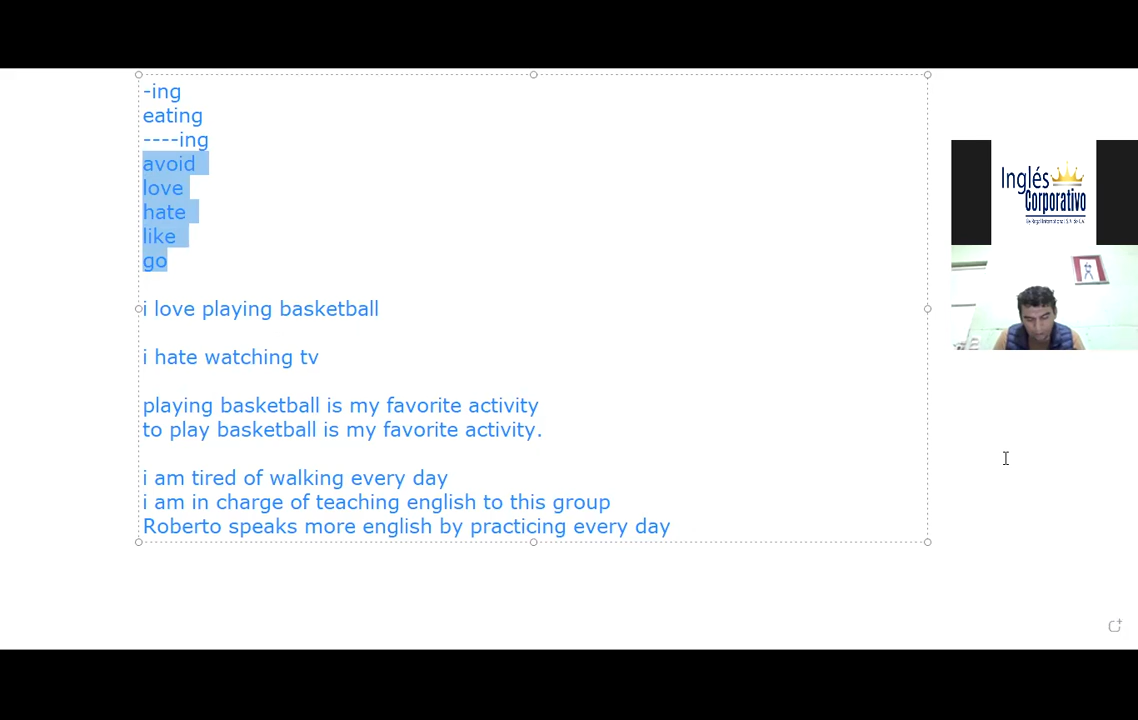 -ing
eating
----ing
avoid
love
hate
like
go
i love playing basketball
i hate watching tv
playing basketball is my favorite activity
to play basketball is my favorite activity.
i am tired of walking every day
i am in charge of teaching english to this group
Roberto speaks more english by practicing every day
Inglés
Corporativo